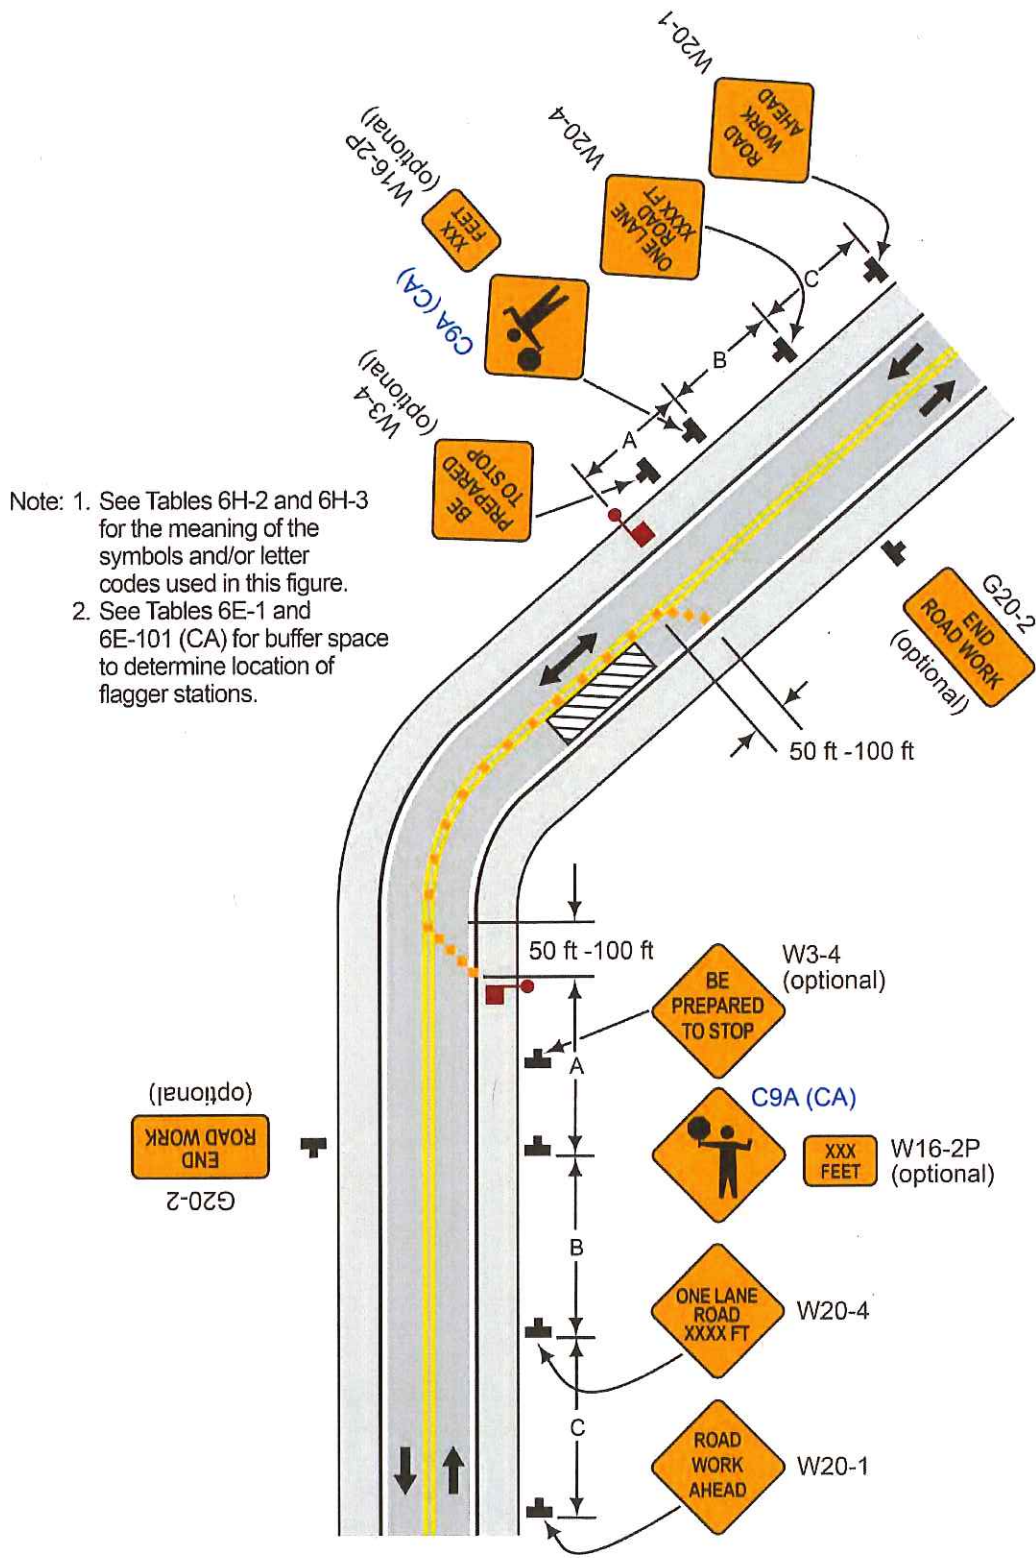 W20-1
ROAD
WORK
AHEAD
W20-4
ONE LANE
ROAD
XXXX FT
W16-2P
(optional)
XXX
FEET
C9A (CA)
W3-4
(optional)
BE
PREPARED
TO STOP
C
B
A
Note: 1. See Tables 6H-2 and 6H-3
for the meaning of the
symbols and/or letter
codes used in this figure.
2. See Tables 6E-1 and
6E-101 (CA) for buffer space
to determine location of
flagger stations.
G20-2
END
ROAD WORK
(optional)
50 ft -100 ft
50 ft -100 ft
BE
PREPARED
TO STOP
W3-4
(optional)
A
C9A (CA)
XXX
FEET
W16-2P
(optional)
G20-2
END
ROAD WORK
(optional)
B
ONE LANE
ROAD
XXXX FT
W20-4
C
ROAD
WORK
AHEAD
W20-1